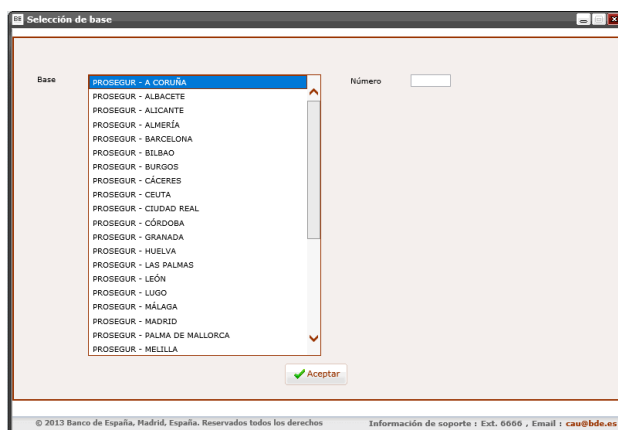 BE Selección de base
Base
Número
PROSEGUR - A CORUÑA
PROSEGUR - ALBACETE
PROSEGUR - ALICANTE
PROSEGUR - ALMERÍA
PROSEGUR - BARCELONA
PROSEGUR - BILBAO
PROSEGUR - BURGOS
PROSEGUR - CÁCERES
PROSEGUR - CEUTA
PROSEGUR - CIUDAD REAL
PROSEGUR - CÓRDOBA
PROSEGUR - GRANADA
PROSEGUR - HUELVA
PROSEGUR - LAS PALMAS
PROSEGUR - LEÓN
PROSEGUR - LUGO
PROSEGUR - MÁLAGA
PROSEGUR - MADRID
PROSEGUR - PALMA DE MALLORCA
PROSEGUR - MELILLA
Aceptar
© 2013 Banco de España, Madrid, España. Reservados todos los derechos
Información de soporte : Ext. 6666 , Email : cau@bde.es